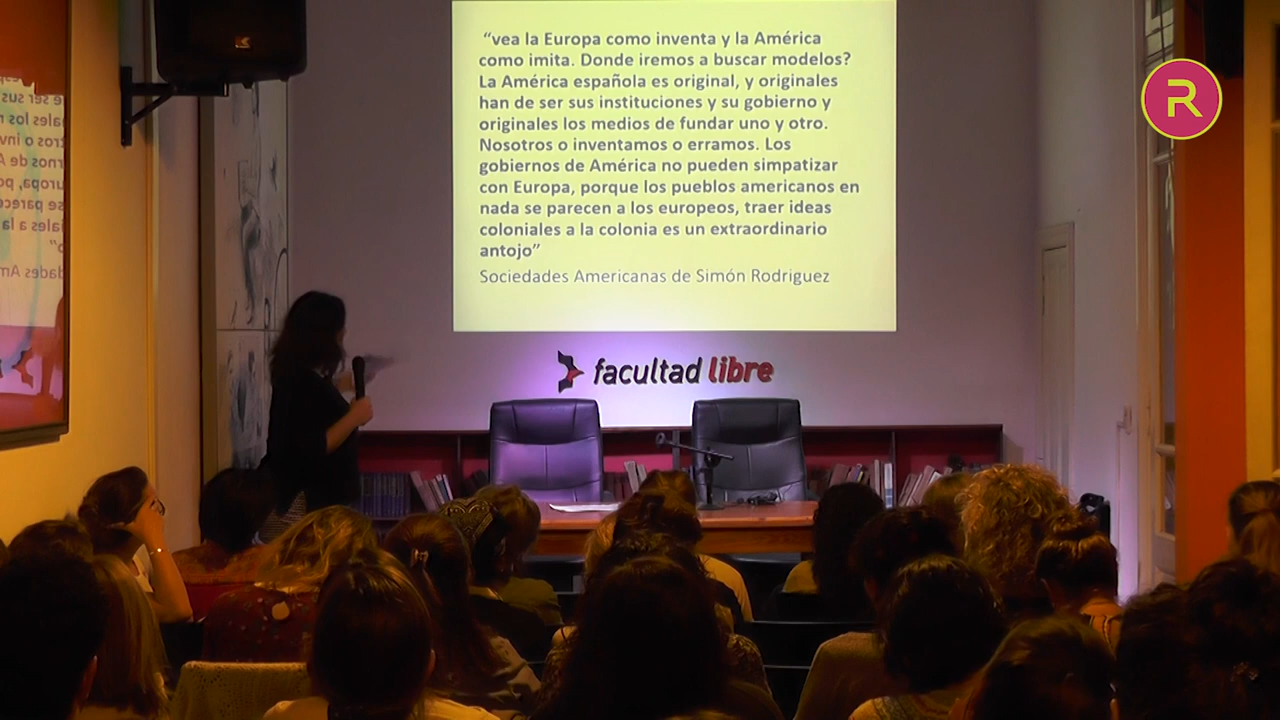 “vea la Europa como inventa y la América
como imita. Donde iremos a buscar modelos?
La América española es original, y originales
han de ser sus instituciones y su gobierno y
originales los medios de fundar uno y otro.
Nosotros o inventamos o erramos. Los
gobiernos de América no pueden simpatizar
con Europa, porque los pueblos americanos en
nada se parecen a los europeos, traer ideas
coloniales a la colonia es un extraordinario
antojo”
Sociedades Americanas de Simón Rodriguez
facultad libre
R